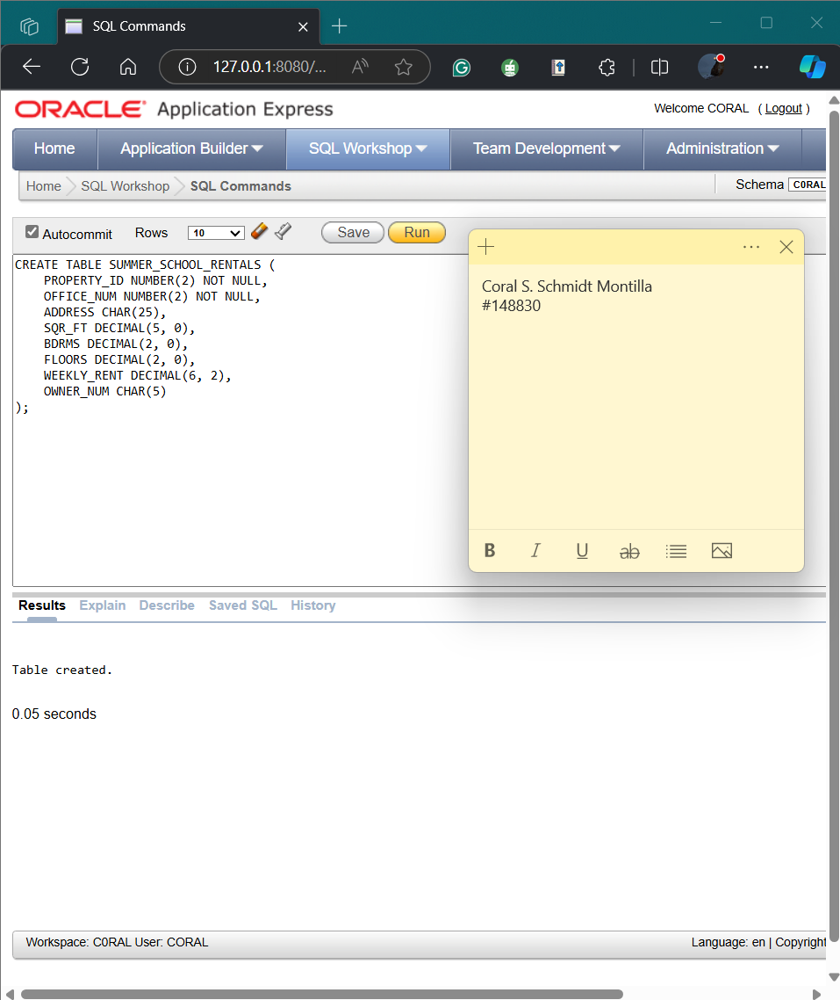 SQL Commands
127.0.0.1:8080/...
ORACLE® Application Express
Welcome CORAL ( Logout )
Home Application Builder SQL Workshop Team Development Administration
Home SQL Workshop SQL Commands
Schema C0RAL
Autocommit Rows 10 Save Run
CREATE TABLE SUMMER_SCHOOL_RENTALS (
PROPERTY_ID NUMBER(2) NOT NULL,
OFFICE_NUM NUMBER(2) NOT NULL,
ADDRESS CHAR(25),
SQR_FT DECIMAL(5, 0),
BDRMS DECIMAL(2, 0),
FLOORS DECIMAL(2, 0),
WEEKLY_RENT DECIMAL(6, 2),
OWNER_NUM CHAR(5)
);
Coral S. Schmidt Montilla
#148830
B I U ab
Results Explain Describe Saved SQL History
Table created.
0.05 seconds
Workspace: C0RAL User: CORAL
Language: en | Copyright